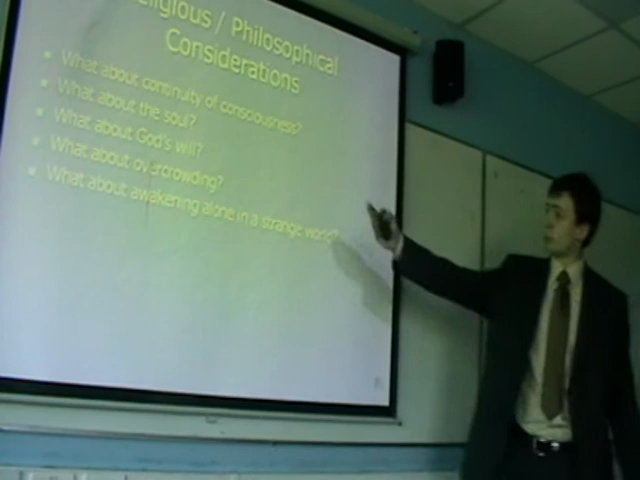 Religious / Philosophical
Considerations
What about continuity of consciousness?
What about the soul?
What about God's will?
What about overcrowding?
What about awakening alone in a strange world?